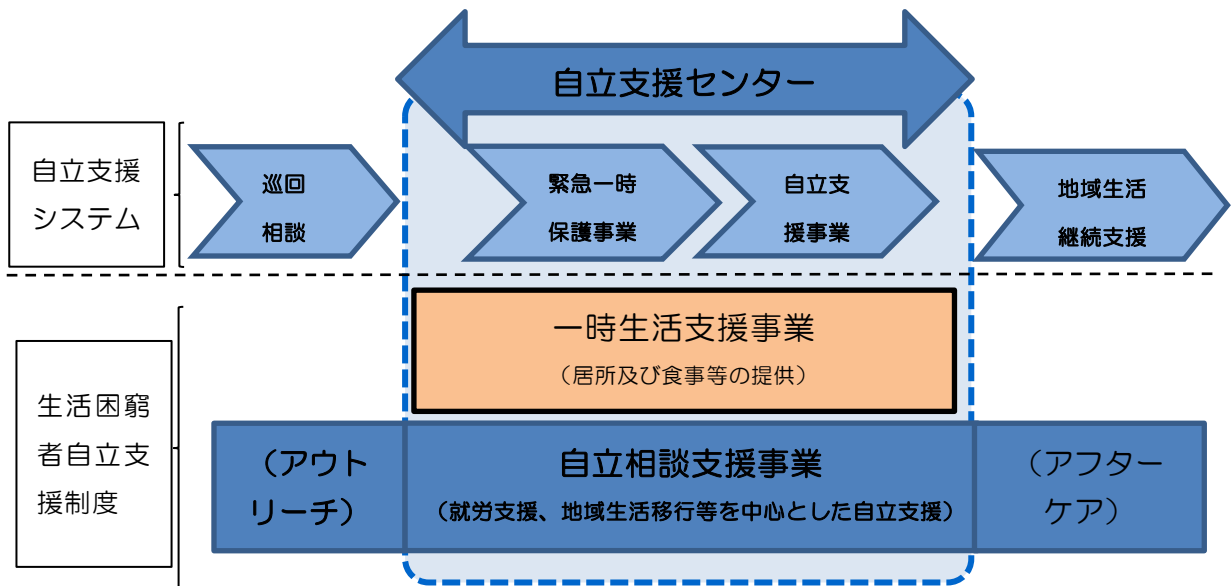 自立支援センター
自立支援
システム
巡回
相談
緊急一時
保護事業
自立支
援事業
地域生活
継続支援
一時生活支援事業
（居所及び食事等の提供）
生活困窮
者自立支
援制度
（アウト
リーチ）
自立相談支援事業
（就労支援、地域生活移行等を中心とした自立支援）
（アフター
ケア）